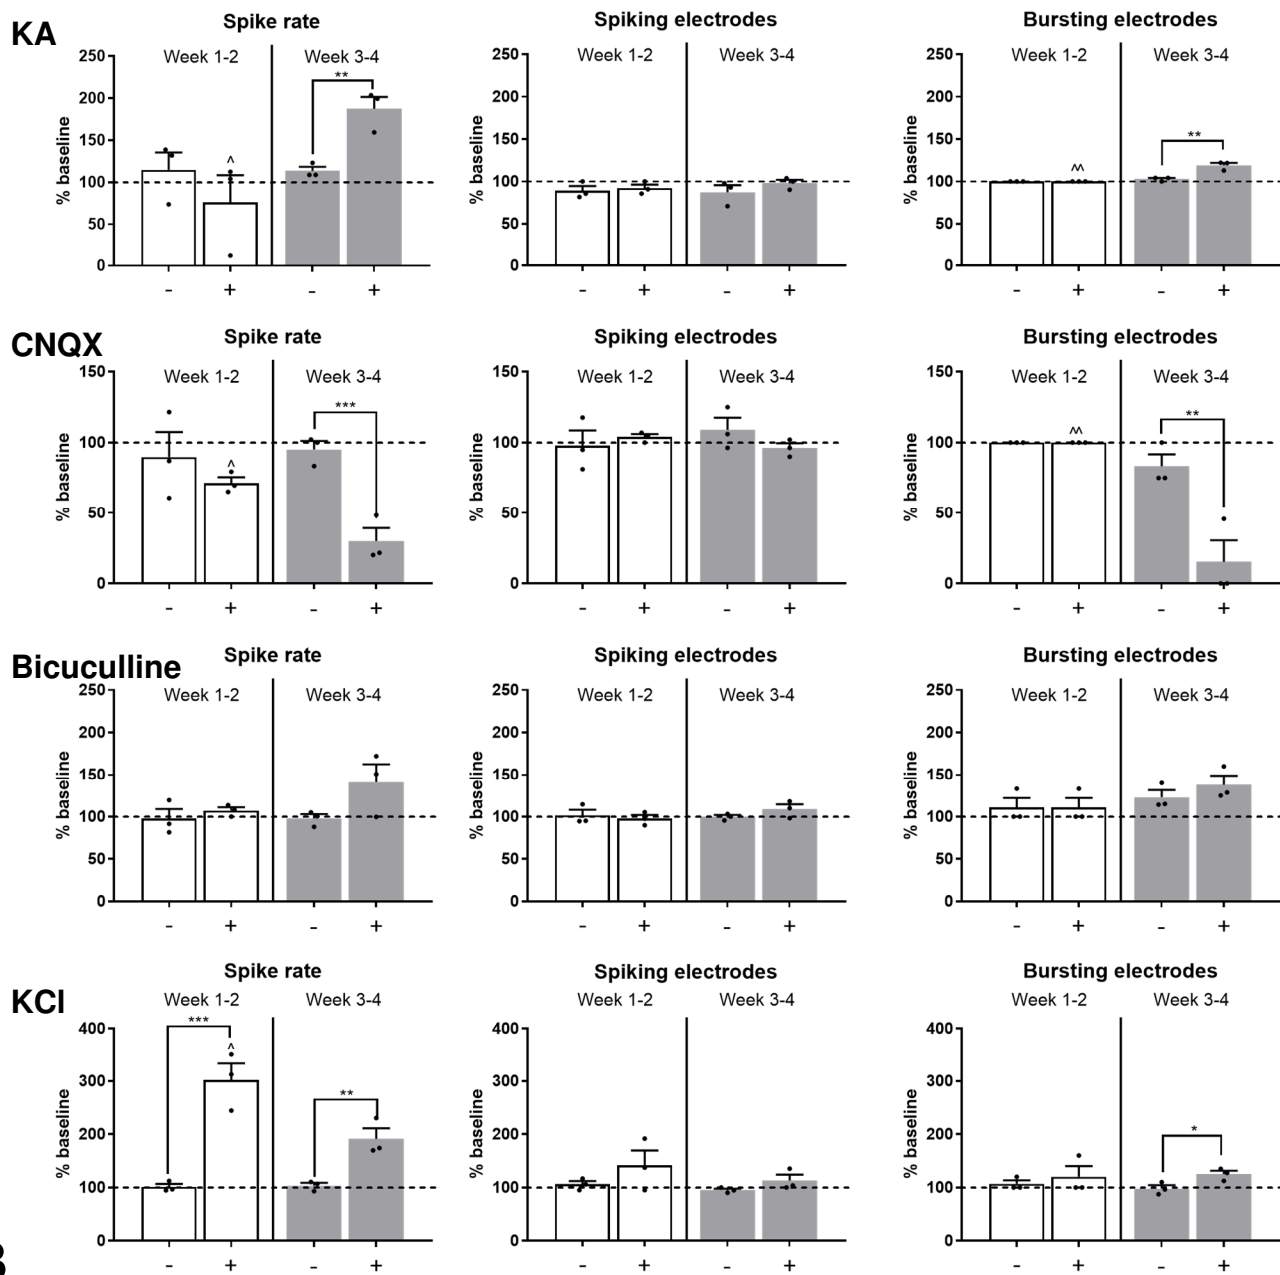 KA
Spike rate
Spiking electrodes
Bursting electrodes
Week 1-2 Week 3-4
Week 1-2 Week 3-4
Week 1-2 Week 3-4
% baseline
250
200
150
100
50
0
^
**
- + - +
% baseline
250
200
150
100
50
0
- + - +
% baseline
250
200
150
100
50
0
^^
**
- + - +
CNQX
Spike rate
Spiking electrodes
Bursting electrodes
Week 1-2 Week 3-4
Week 1-2 Week 3-4
Week 1-2 Week 3-4
% baseline
150
100
50
0
^
***
- + - +
% baseline
150
100
50
0
- + - +
% baseline
150
100
50
0
^^
**
- + - +
Bicuculline
Spike rate
Spiking electrodes
Bursting electrodes
Week 1-2 Week 3-4
Week 1-2 Week 3-4
Week 1-2 Week 3-4
% baseline
250
200
150
100
50
0
- + - +
% baseline
250
200
150
100
50
0
- + - +
% baseline
250
200
150
100
50
0
- + - +
KCl
Spike rate
Spiking electrodes
Bursting electrodes
Week 1-2 Week 3-4
Week 1-2 Week 3-4
Week 1-2 Week 3-4
% baseline
400
300
200
100
0
***
^
**
- + - +
% baseline
400
300
200
100
0
- + - +
% baseline
400
300
200
100
0
*
- + - +